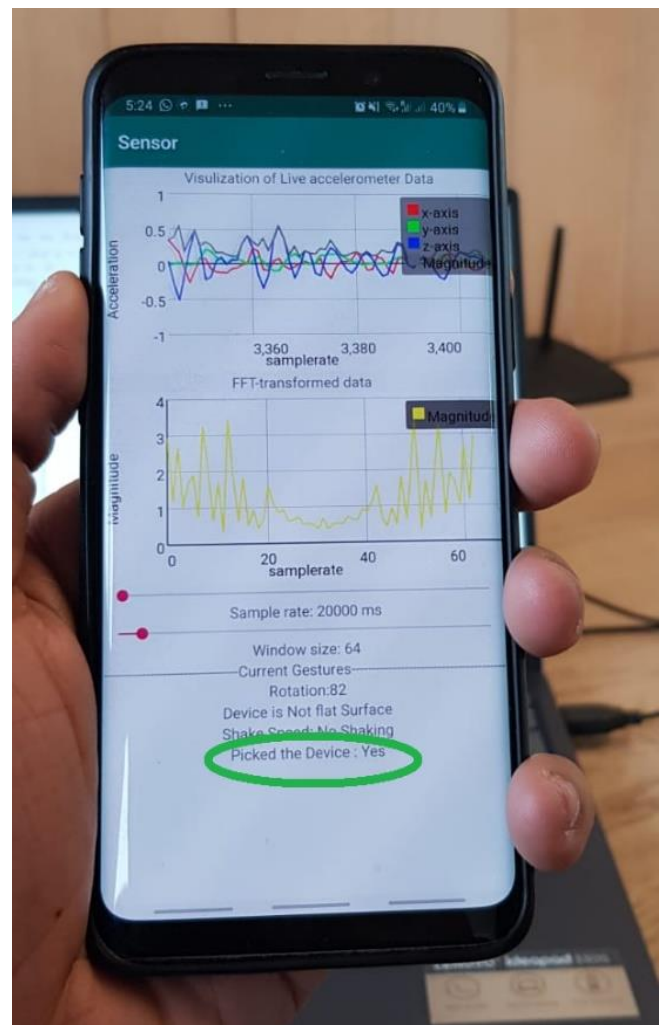 5:24 ... 40%
Sensor
Visulization of Live accelerometer Data
1
0.5
0
-0.5
-1
Acceleration
x-axis
y-axis
z-axis
Magnitude
3,360 3,380 3,400
samplerate
FFT-transformed data
4
3
2
1
0
Magnitude
Magnitud
0 20 40 60
samplerate
Sample rate: 20000 ms
Window size: 64
Current Gestures
Rotation:82
Device is Not flat Surface
Shake Speed: No Shaking
Picked the Device : Yes
ideapad